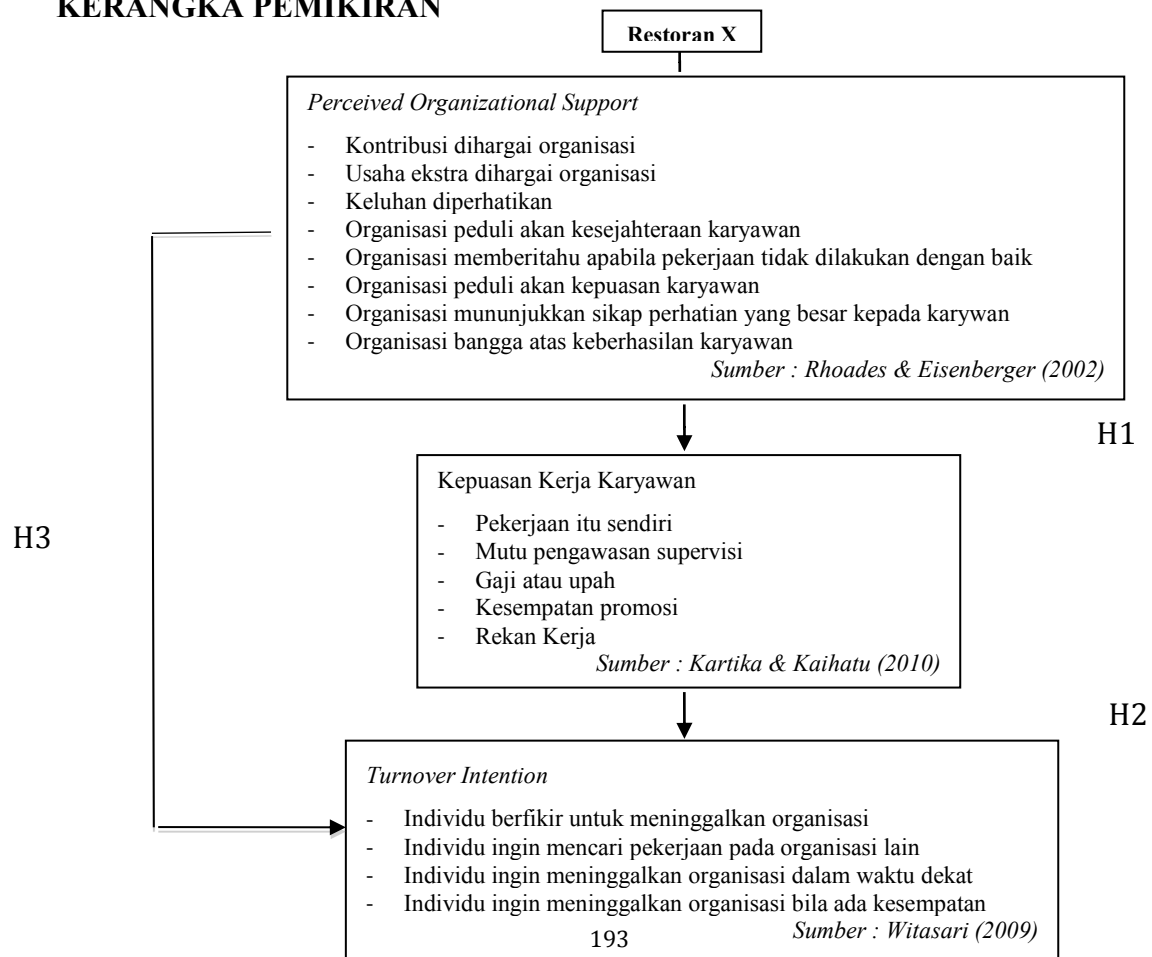 KERANGKA PEMIKIRAN
Restoran X
Perceived Organizational Support
- Kontribusi dihargai organisasi
- Usaha ekstra dihargai organisasi
- Keluhan diperhatikan
- Organisasi peduli akan kesejahteraan karyawan
- Organisasi memberitahu apabila pekerjaan tidak dilakukan dengan baik
- Organisasi peduli akan kepuasan karyawan
- Organisasi mununjukkan sikap perhatian yang besar kepada karywan
- Organisasi bangga atas keberhasilan karyawan
Sumber : Rhoades & Eisenberger (2002)
H1
Kepuasan Kerja Karyawan
- Pekerjaan itu sendiri
- Mutu pengawasan supervisi
- Gaji atau upah
- Kesempatan promosi
- Rekan Kerja
Sumber : Kartika & Kaihatu (2010)
H3
H2
Turnover Intention
- Individu berfikir untuk meninggalkan organisasi
- Individu ingin mencari pekerjaan pada organisasi lain
- Individu ingin meninggalkan organisasi dalam waktu dekat
- Individu ingin meninggalkan organisasi bila ada kesempatan
Sumber : Witasari (2009)
193